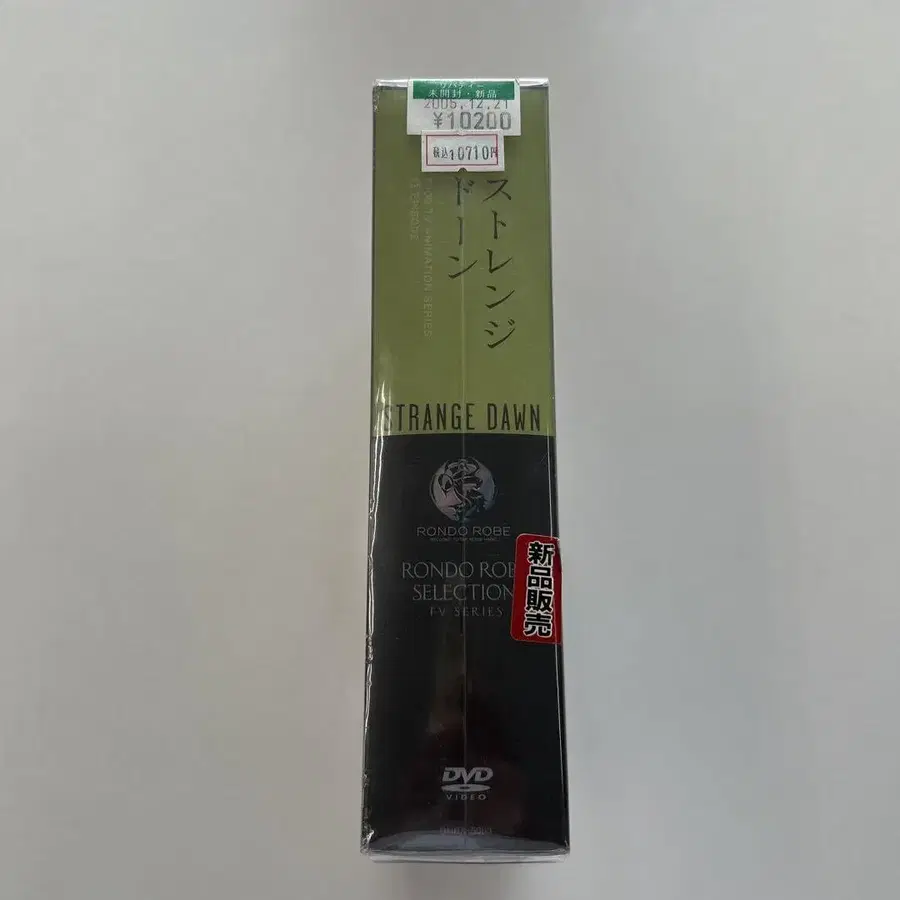 未開封・新品
2005.12.21
¥10200
税込10710円
ストレンジ
ドーン
TV ANIMATION SERIES
STRANGE DAWN
RONDO ROBE
RONDO ROBE
SELECTION
TV SERIES
新品販売
DVD
VIDEO